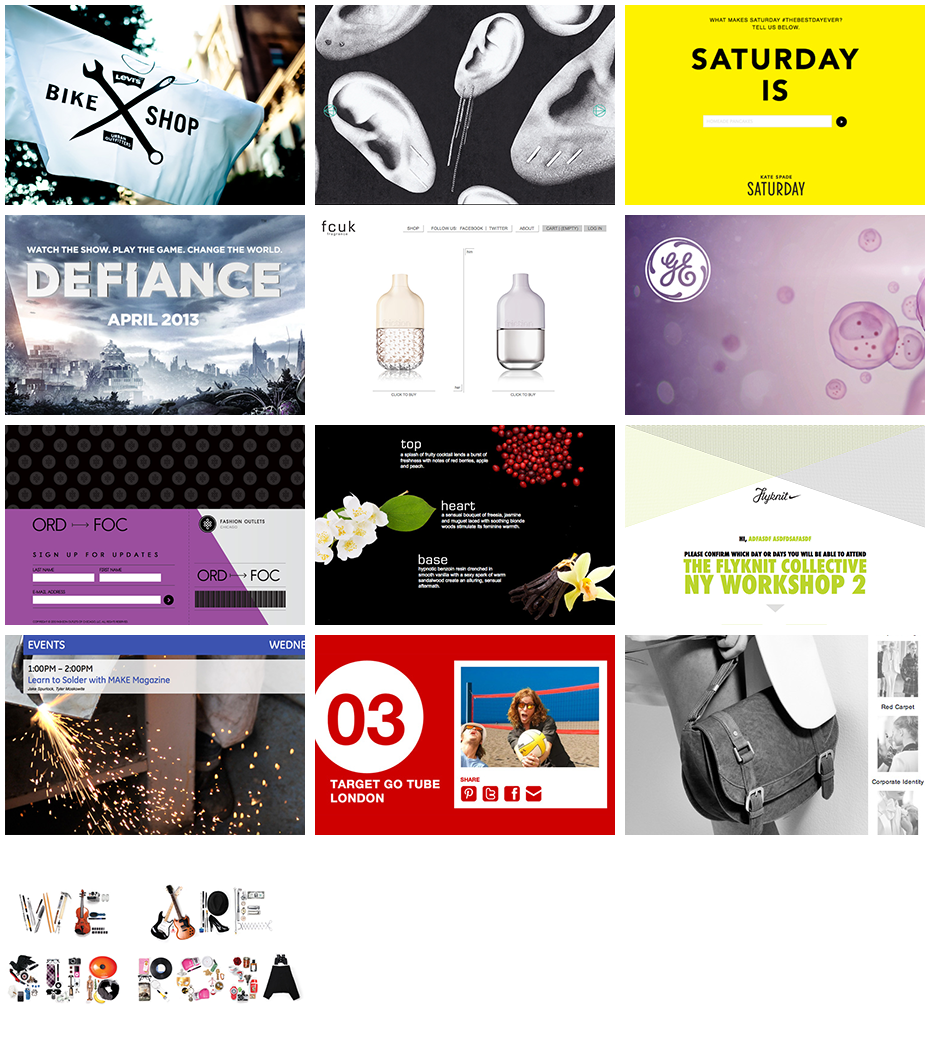 BIKE
LEVI'S
SHOP
URBAN
OUTFITTERS
WHAT MAKES SATURDAY #THEBESTDAYEVER?
TELL US BELOW.
SATURDAY
IS
KATE SPADE
SATURDAY
WATCH THE SHOW. PLAY THE GAME. CHANGE THE WORLD.
DEFIANCE
APRIL 2013
fcuk
fragrance
SHOP FOLLOW US: FACEBOOK | TWITTER ABOUT CART | (EMPTY) LOG IN
CLICK TO BUY CLICK TO BUY
GE
ORD FOC
FASHION OUTLETS
CHICAGO
SIGN UP FOR UPDATES
LAST NAME FIRST NAME
E-MAIL ADDRESS
ORD FOC
top
a splash of fruity cocktail lends a burst of
freshness with notes of red berries, apple
and peach.
heart
a sensual bouquet of freesia, jasmine
and muguet laced with soothing blonde
woods stimulate its feminine warmth.
base
hypnotic benzoin resin drenched in
smooth vanilla with a sexy spark of warm
sandalwood create an alluring, sensual
aftermath.
Flyknit
HI, ASDFASDF ASDFDSAFASDF
PLEASE CONFIRM WHICH DAY OR DAYS YOU WILL BE ABLE TO ATTEND
THE FLYKNIT COLLECTIVE
NY WORKSHOP 2
EVENTS WEDNE
1:00PM – 2:00PM
Learn to Solder with MAKE Magazine
Jake Spurlock, Tyler Moskowite
03
TARGET GO TUBE
LONDON
SHARE
Red Carpet
Corporate Identity
WE ARE